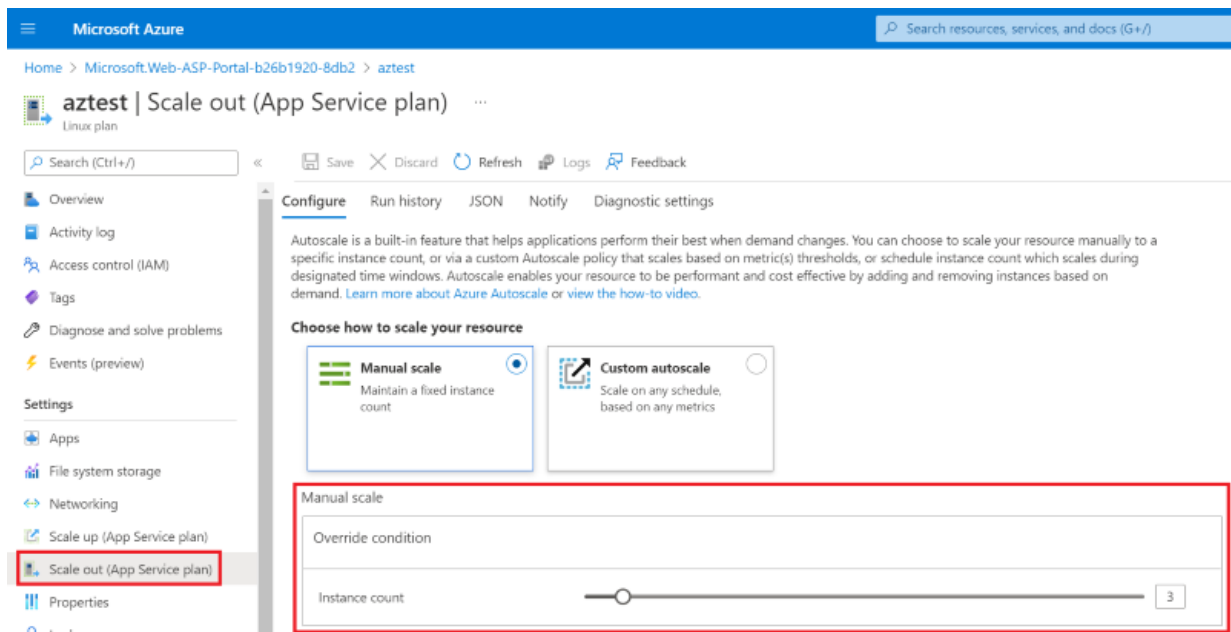 Microsoft Azure
Search resources, services, and docs (G+/)
Home > Microsoft.Web-ASP-Portal-b26b1920-8db2 > aztest
aztest | Scale out (App Service plan) ...
Linux plan
Search (Ctrl+/)
«
Save
Discard
Refresh
Logs
Feedback
Overview
Activity log
Access control (IAM)
Tags
Diagnose and solve problems
Events (preview)
Settings
Apps
File system storage
Networking
Scale up (App Service plan)
Scale out (App Service plan)
Properties
Configure
Run history
JSON
Notify
Diagnostic settings
Autoscale is a built-in feature that helps applications perform their best when demand changes. You can choose to scale your resource manually to a
specific instance count, or via a custom Autoscale policy that scales based on metric(s) thresholds, or schedule instance count which scales during
designated time windows. Autoscale enables your resource to be performant and cost effective by adding and removing instances based on
demand. Learn more about Azure Autoscale or view the how-to video.
Choose how to scale your resource
Manual scale
Maintain a fixed instance
count
Custom autoscale
Scale on any schedule,
based on any metrics
Manual scale
Override condition
Instance count
3